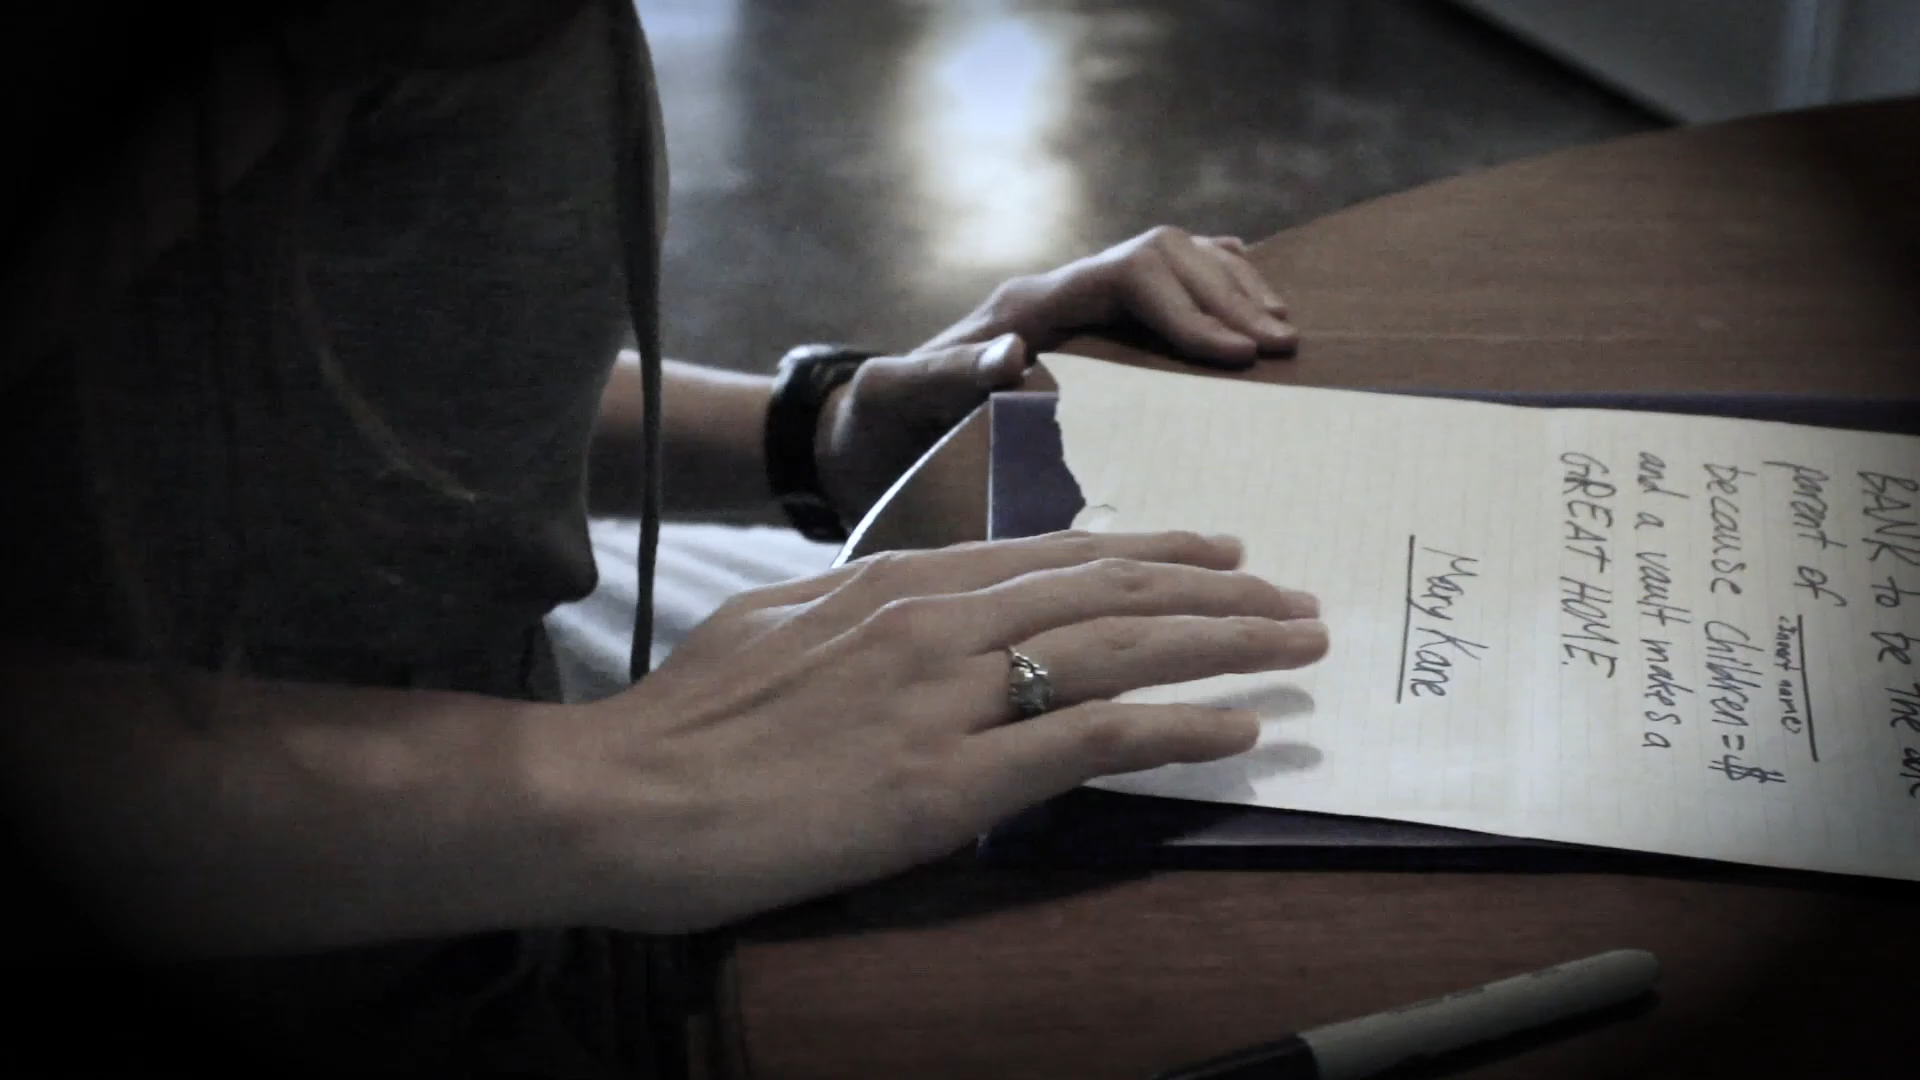 BANK to be the
parent of <insert name>
because children = $
and a vault makes a
GREAT HOME.
Mary Kane